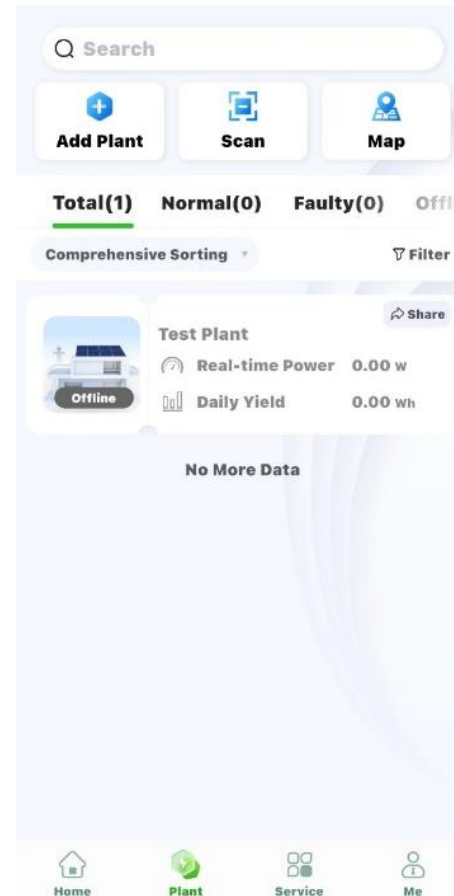 Search
Add Plant Scan Map
Total(1) Normal(0) Faulty(0) Offl
Comprehensive Sorting Filter
Share
Test Plant
Real-time Power 0.00 W
Offline
Daily Yield 0.00 Wh
No More Data
Home Plant Service Me